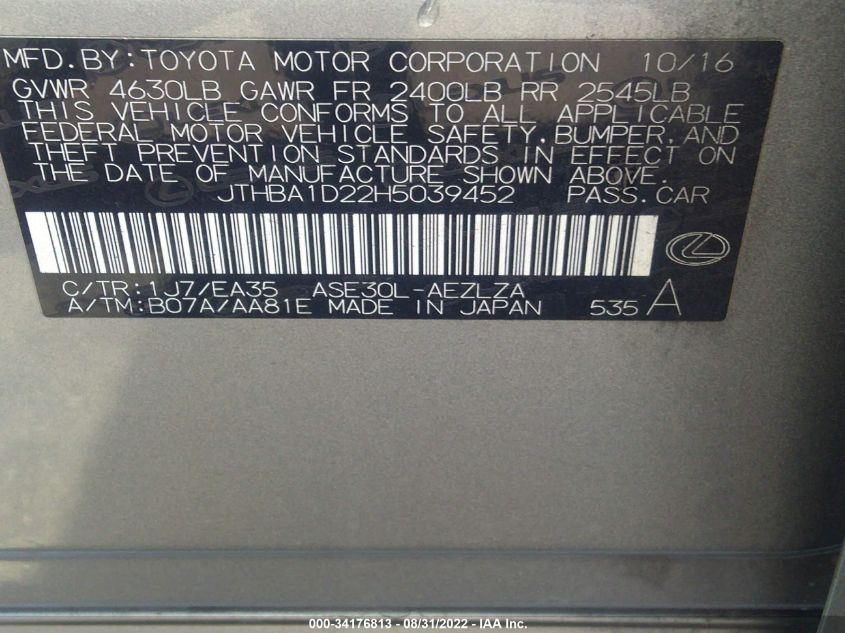 MFD.BY:TOYOTA MOTOR CORPORATION 10/16
GVWR 4630LB GAWR FR 2400LB RR 2545LB
THIS VEHICLE CONFORMS TO ALL APPLICABLE
FEDERAL MOTOR VEHICLE SAFETY,BUMPER,AND
THEFT PREVENTION STANDARDS IN EFFECT ON
THE DATE OF MANUFACTURE SHOWN ABOVE.
JTHBA1D22H5039452 PASS.CAR
C/TR:1J7/EA35 ASE30L-AEZLZA
A/TM:B07A/AA81E MADE IN JAPAN 535 A
000-34176813 - 08/31/2022 - IAA Inc.